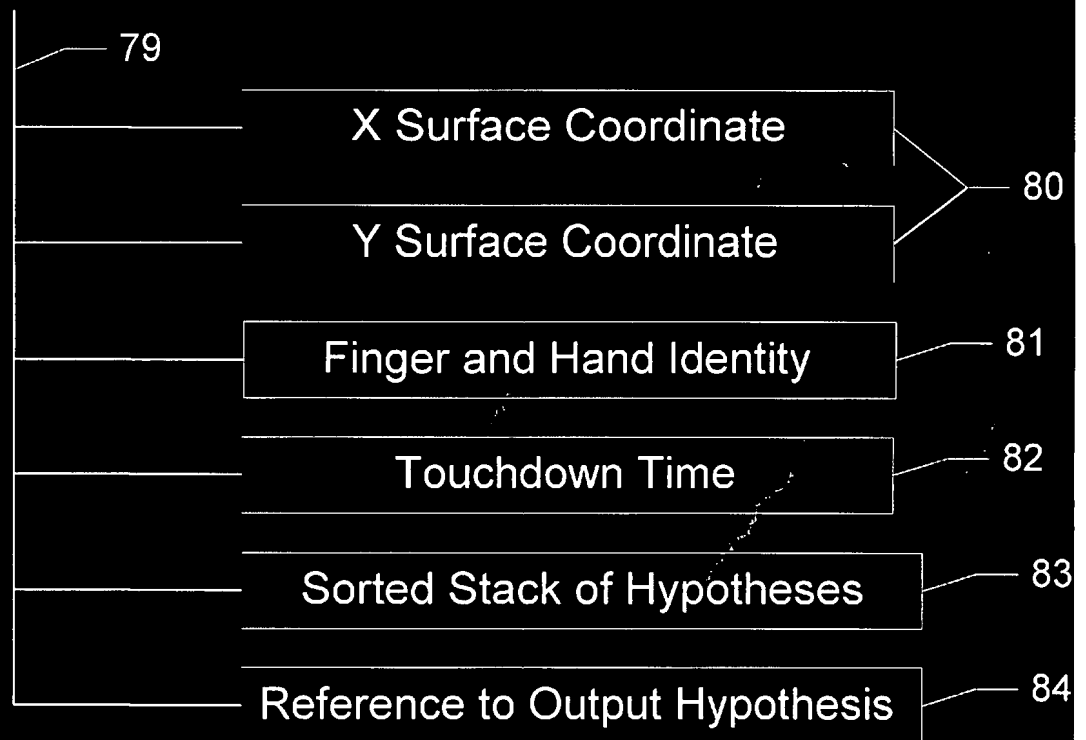 79
X Surface Coordinate
80
Y Surface Coordinate
Finger and Hand Identity
81
Touchdown Time
82
Sorted Stack of Hypotheses
83
Reference to Output Hypothesis
84